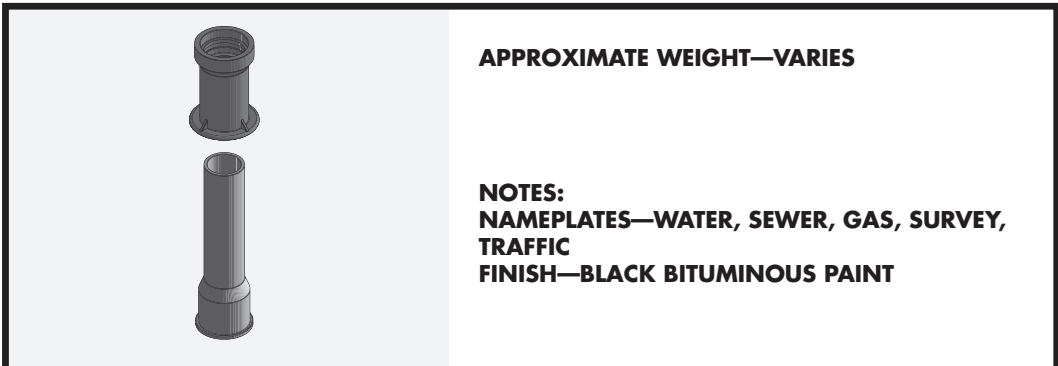 APPROXIMATE WEIGHT—VARIES
NOTES:
NAMEPLATES—WATER, SEWER, GAS, SURVEY,
TRAFFIC
FINISH—BLACK BITUMINOUS PAINT